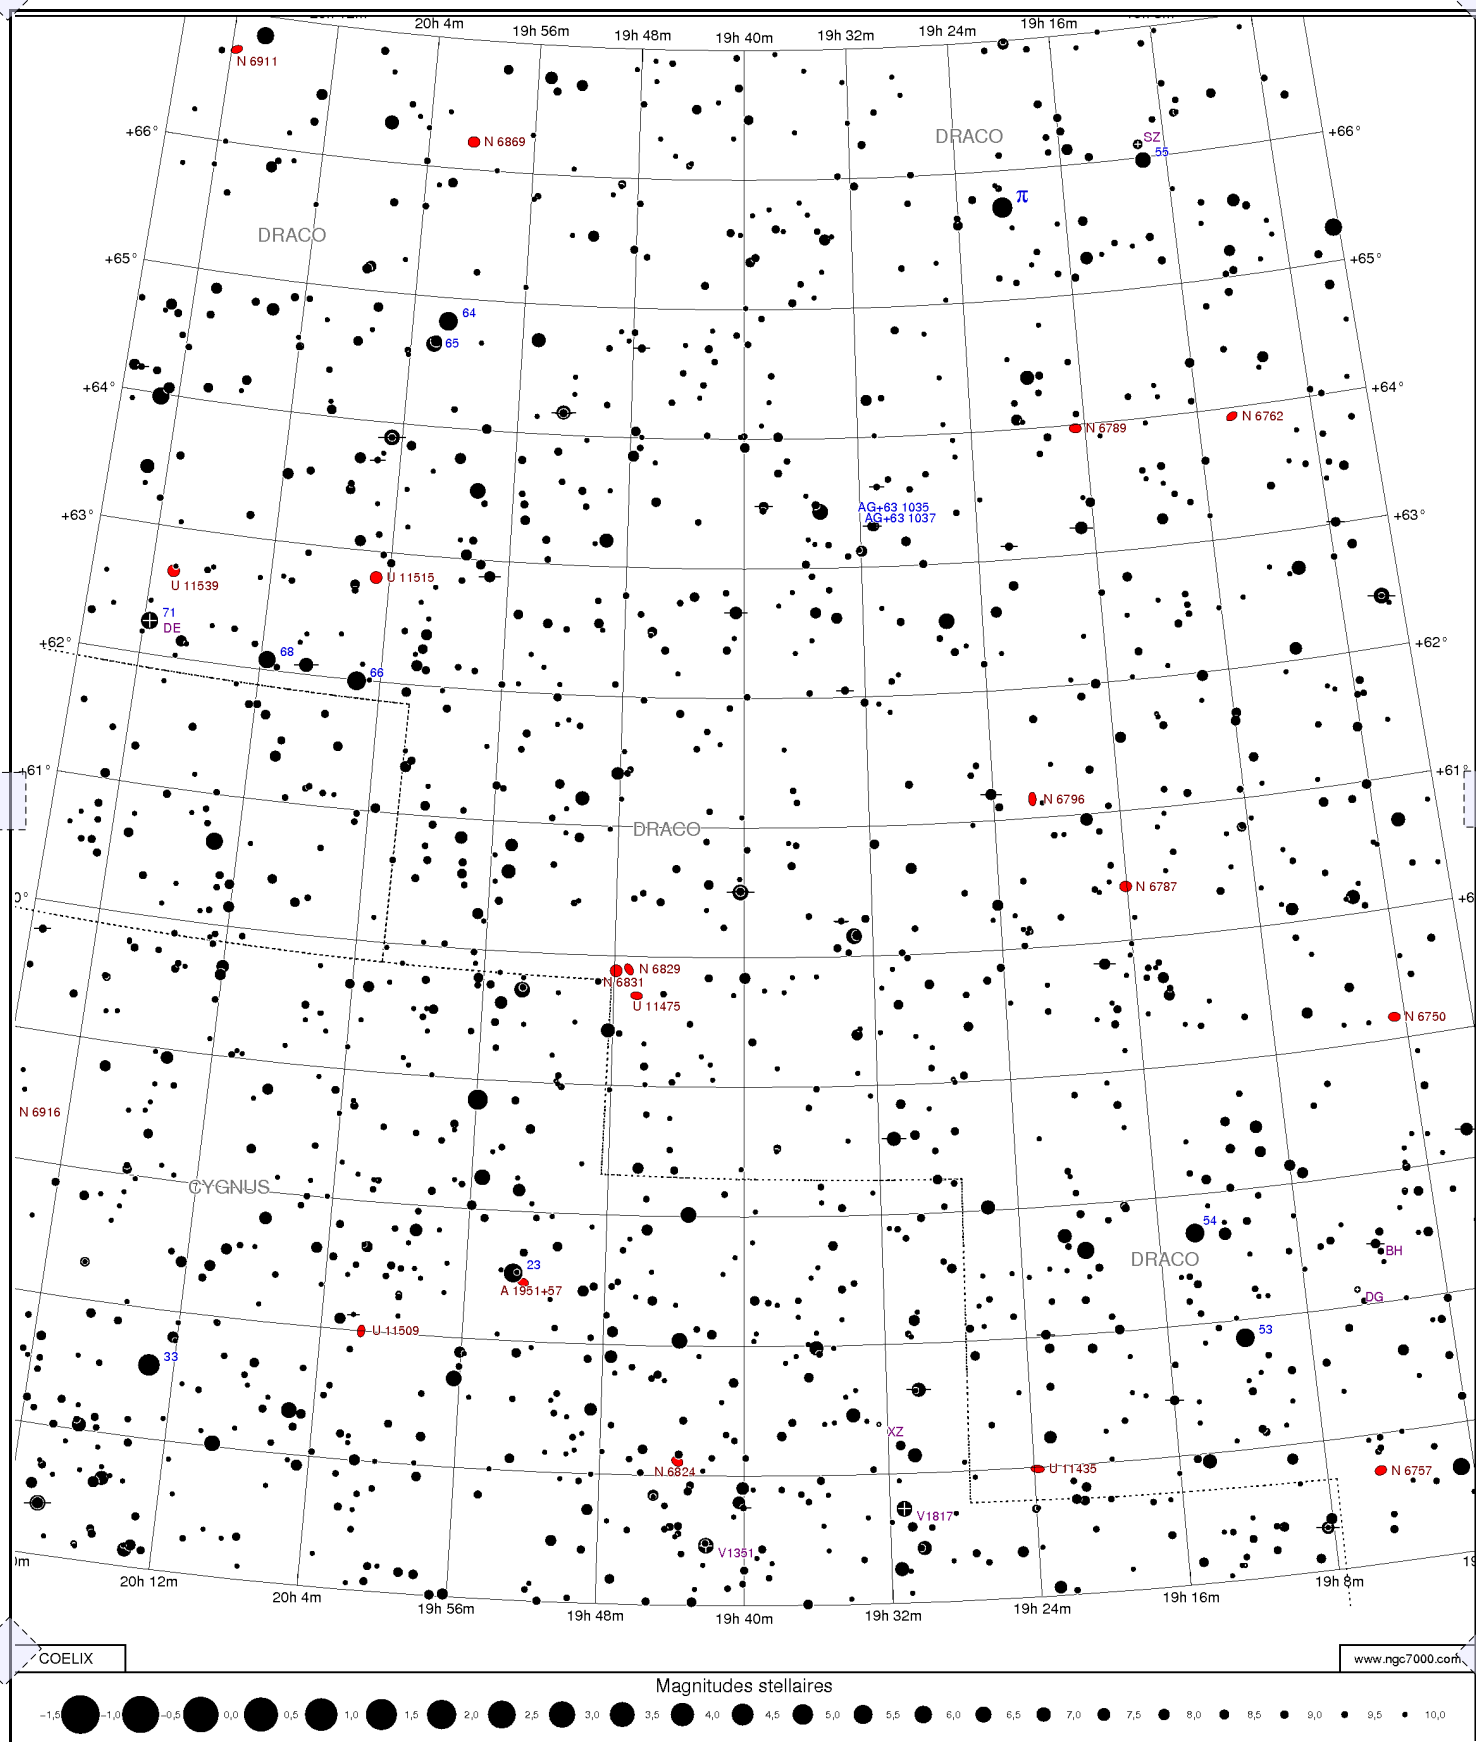 20h 4m
19h 16m
19h 56m
19h 48m
19h 40m
19h 32m
19h 24m
N 6911
+66°
N 6869
DRACO
SZ
55
+66°
π
DRACO
+65°
+65°
64
65
+64°
+64°
N 6762
N 6789
+63°
AG+63 1035
AG+63 1037
+63°
U 11539
U 11515
71
DE
+62°
68
66
+62°
+61°
+61°
N 6796
DRACO
N 6787
0°
+6
N 6829
N 6831
U 11475
N 6750
N 6916
CYGNUS
54
DRACO
BH
23
A 1951+57
DG
U 11509
53
33
XZ
N 6824
U 11435
N 6757
V1817
V1351
0m
20h 12m
20h 4m
19h 56m
19h 48m
19h 40m
19h 32m
19h 24m
19h 16m
19h 8m
19
COELIX
www.ngc7000.com
Magnitudes stellaires
-1,5 -1,0 -0,5 0,0 0,5 1,0 1,5 2,0 2,5 3,0 3,5 4,0 4,5 5,0 5,5 6,0 6,5 7,0 7,5 8,0 8,5 9,0 9,5 10,0